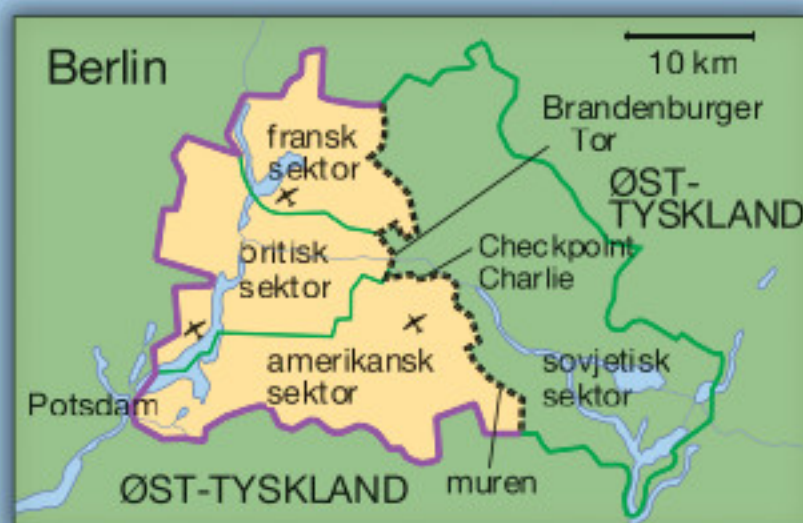 Berlin
10 km
Brandenburger
Tor
fransk
sektor
ØST-
TYSKLAND
britisk
sektor
Checkpoint
Charlie
amerikansk
sektor
sovjetisk
sektor
Potsdam
ØST-TYSKLAND
muren